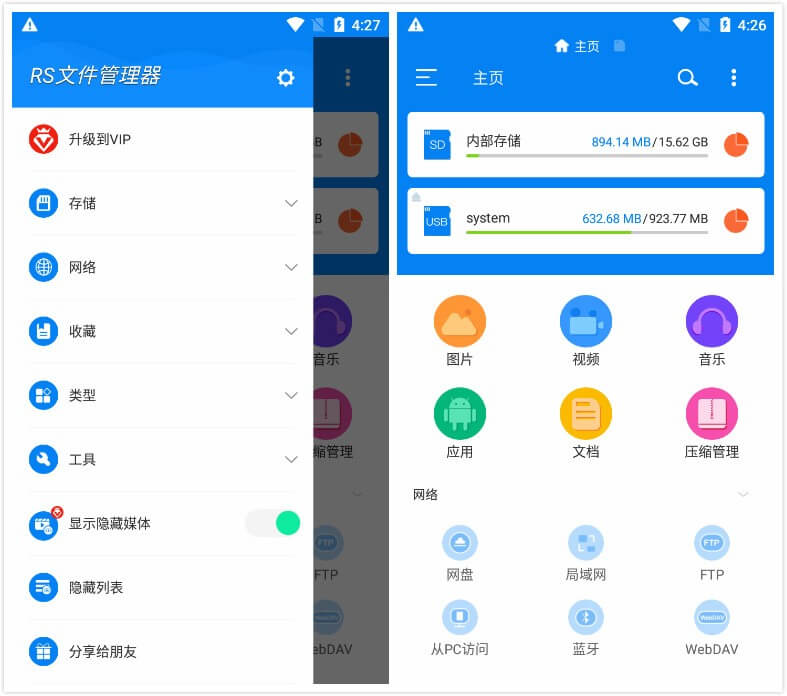 4:27
RS文件管理器
升级到VIP
存储
网络
收藏
类型
工具
显示隐藏媒体
隐藏列表
分享给朋友
B
B
音乐
缩管理
FTP
FTP
ebDAV
4:26
主页
主页
SD
内部存储
894.14 MB/15.62 GB
USB
system
632.68 MB/923.77 MB
图片
视频
音乐
应用
文档
压缩管理
网络
网盘
局域网
FTP
FTP
从PC访问
蓝牙
WebDAV
WebDAV